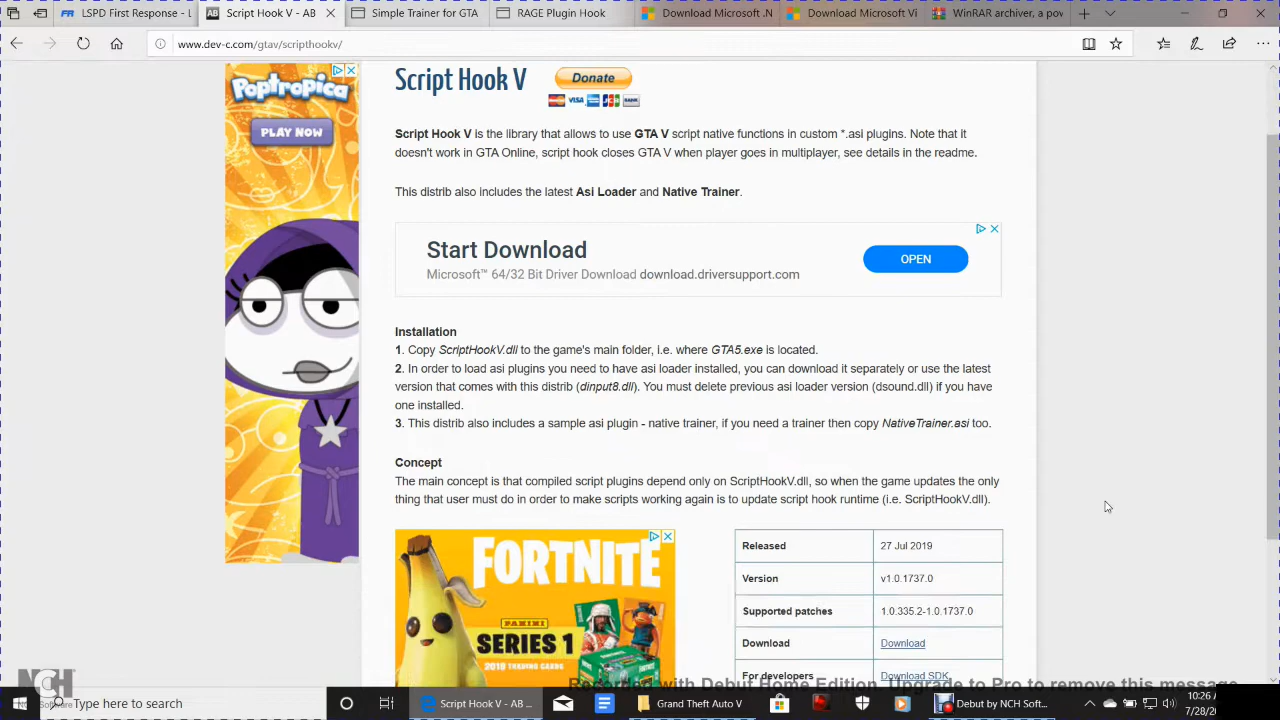 LSPD First Response - L
Script Hook V - AB
Simple Trainer for GTA
RAGE Plugin Hook
Download Microsoft .N
Download Microsoft Vi
WinRAR archiver, a pov
www.dev-c.com/gtav/scripthookv/
Poptropica
PLAY NOW
Script Hook V
Donate
VISA
BANK
Script Hook V is the library that allows to use GTA V script native functions in custom *.asi plugins. Note that it
doesn't work in GTA Online, script hook closes GTA V when player goes in multiplayer, see details in the readme.
This distrib also includes the latest Asi Loader and Native Trainer.
Start Download
Microsoft™ 64/32 Bit Driver Download download.driversupport.com
OPEN
Installation
1. Copy ScriptHookV.dll to the game's main folder, i.e. where GTA5.exe is located.
2. In order to load asi plugins you need to have asi loader installed, you can download it separately or use the latest
version that comes with this distrib (dinput8.dll). You must delete previous asi loader version (dsound.dll) if you have
one installed.
3. This distrib also includes a sample asi plugin - native trainer, if you need a trainer then copy NativeTrainer.asi too.
Concept
The main concept is that compiled script plugins depend only on ScriptHookV.dll, so when the game updates the only
thing that user must do in order to make scripts working again is to update script hook runtime (i.e. ScriptHookV.dll).
FORTNITE
PANINI
SERIES 1
2019 TRADING CARDS
Released 27 Jul 2019
Version v1.0.1737.0
Supported patches 1.0.335.2-1.0.1737.0
Download Download
For developers Download SDK
Recorded with Debut Home Edition. Upgrade to Pro to remove this message
NCH
Type here to search
Script Hook V - AB ...
Grand Theft Auto V
Debut by NCH Soft...
10:26 A
7/28/20